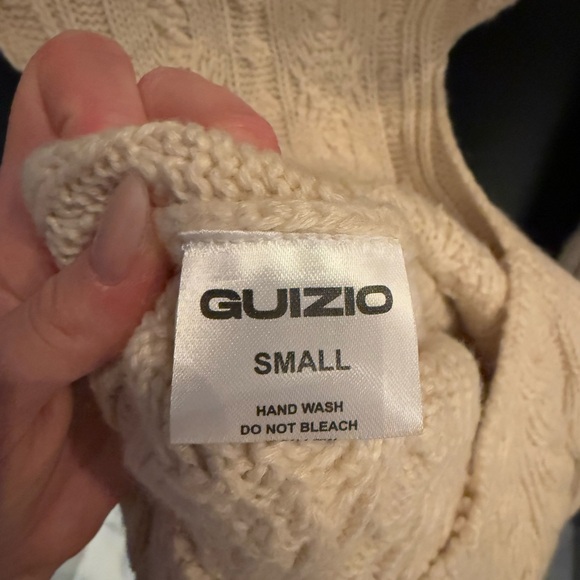 GUIZIO
SMALL
HAND WASH
DO NOT BLEACH